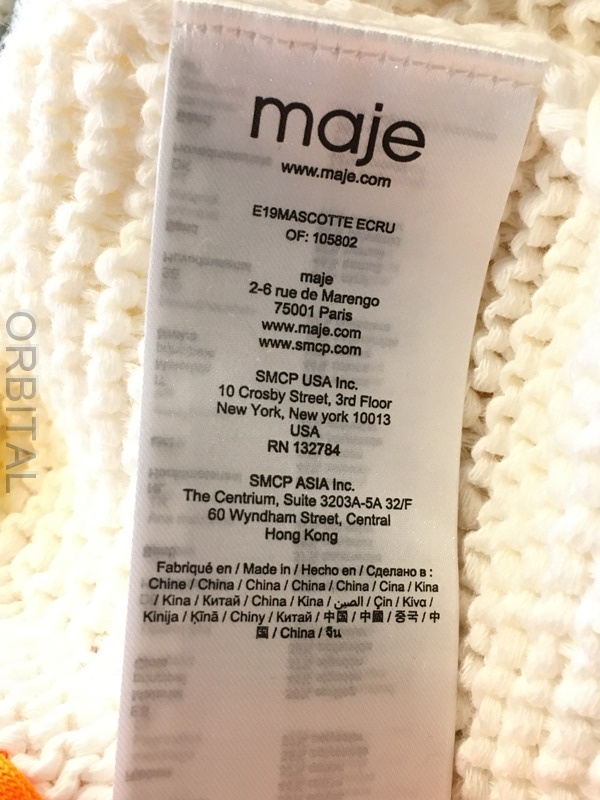 maje
www.maje.com
E19MASCOTTE ECRU
OF: 105802
maje
2-6 rue de Marengo
75001 Paris
www.maje.com
www.smcp.com
SMCP USA Inc.
10 Crosby Street, 3rd Floor
New York, New york 10013
USA
RN 132784
SMCP ASIA Inc.
The Centrium, Suite 3203A-5A 32/F
60 Wyndham Street, Central
Hong Kong
Fabriqué en / Made in / Hecho en / Сделано в :
Chine / China / China / China / China / Cina / Kina
/ Kina / Китай / China / Kina / الصين / Çin / Κίνα /
Kinija / Ķīnā / Chiny / Китай / 中国 / 中國 / 중국 / 中
国 / China / จีน
ORBITAL